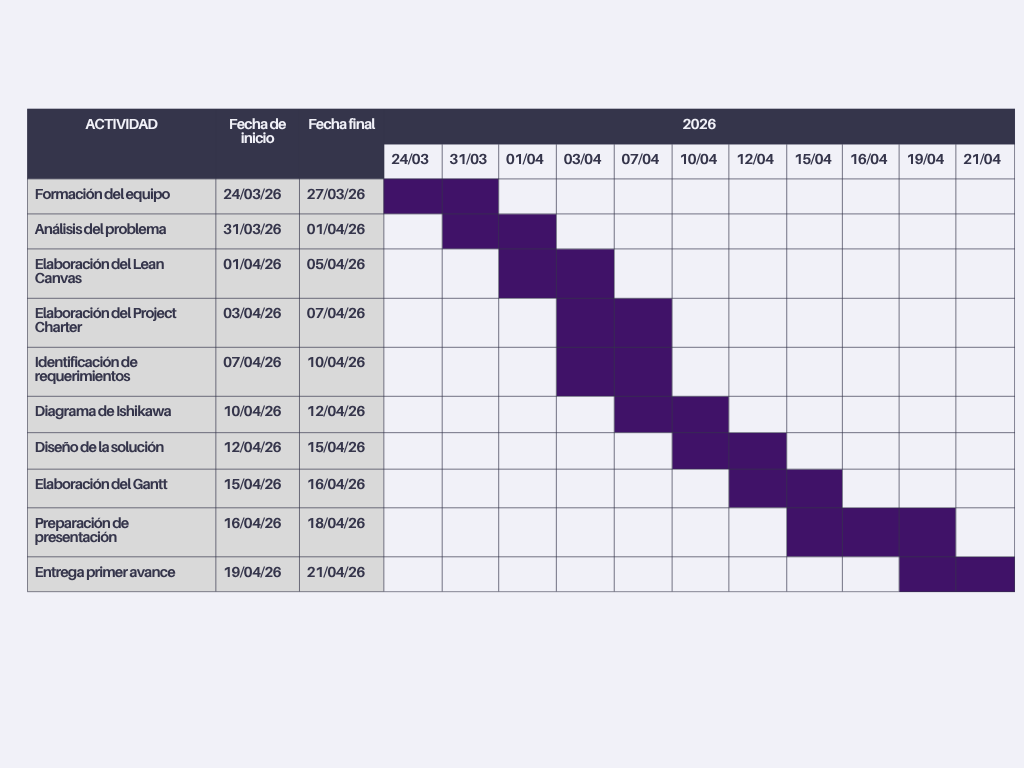 ACTIVIDAD Fecha de inicio Fecha final 2026
24/03 31/03 01/04 03/04 07/04 10/04 12/04 15/04 16/04 19/04 21/04
Formación del equipo 24/03/26 27/03/26
Análisis del problema 31/03/26 01/04/26
Elaboración del Lean Canvas 01/04/26 05/04/26
Elaboración del Project Charter 03/04/26 07/04/26
Identificación de requerimientos 07/04/26 10/04/26
Diagrama de Ishikawa 10/04/26 12/04/26
Diseño de la solución 12/04/26 15/04/26
Elaboración del Gantt 15/04/26 16/04/26
Preparación de presentación 16/04/26 18/04/26
Entrega primer avance 19/04/26 21/04/26